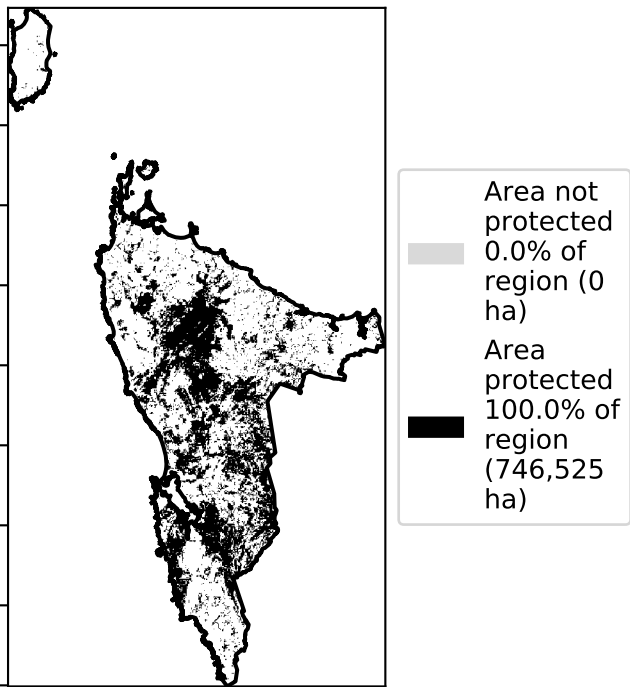 Area not
protected
0.0% of
region (0
ha)
Area
protected
100.0% of
region
(746,525
ha)